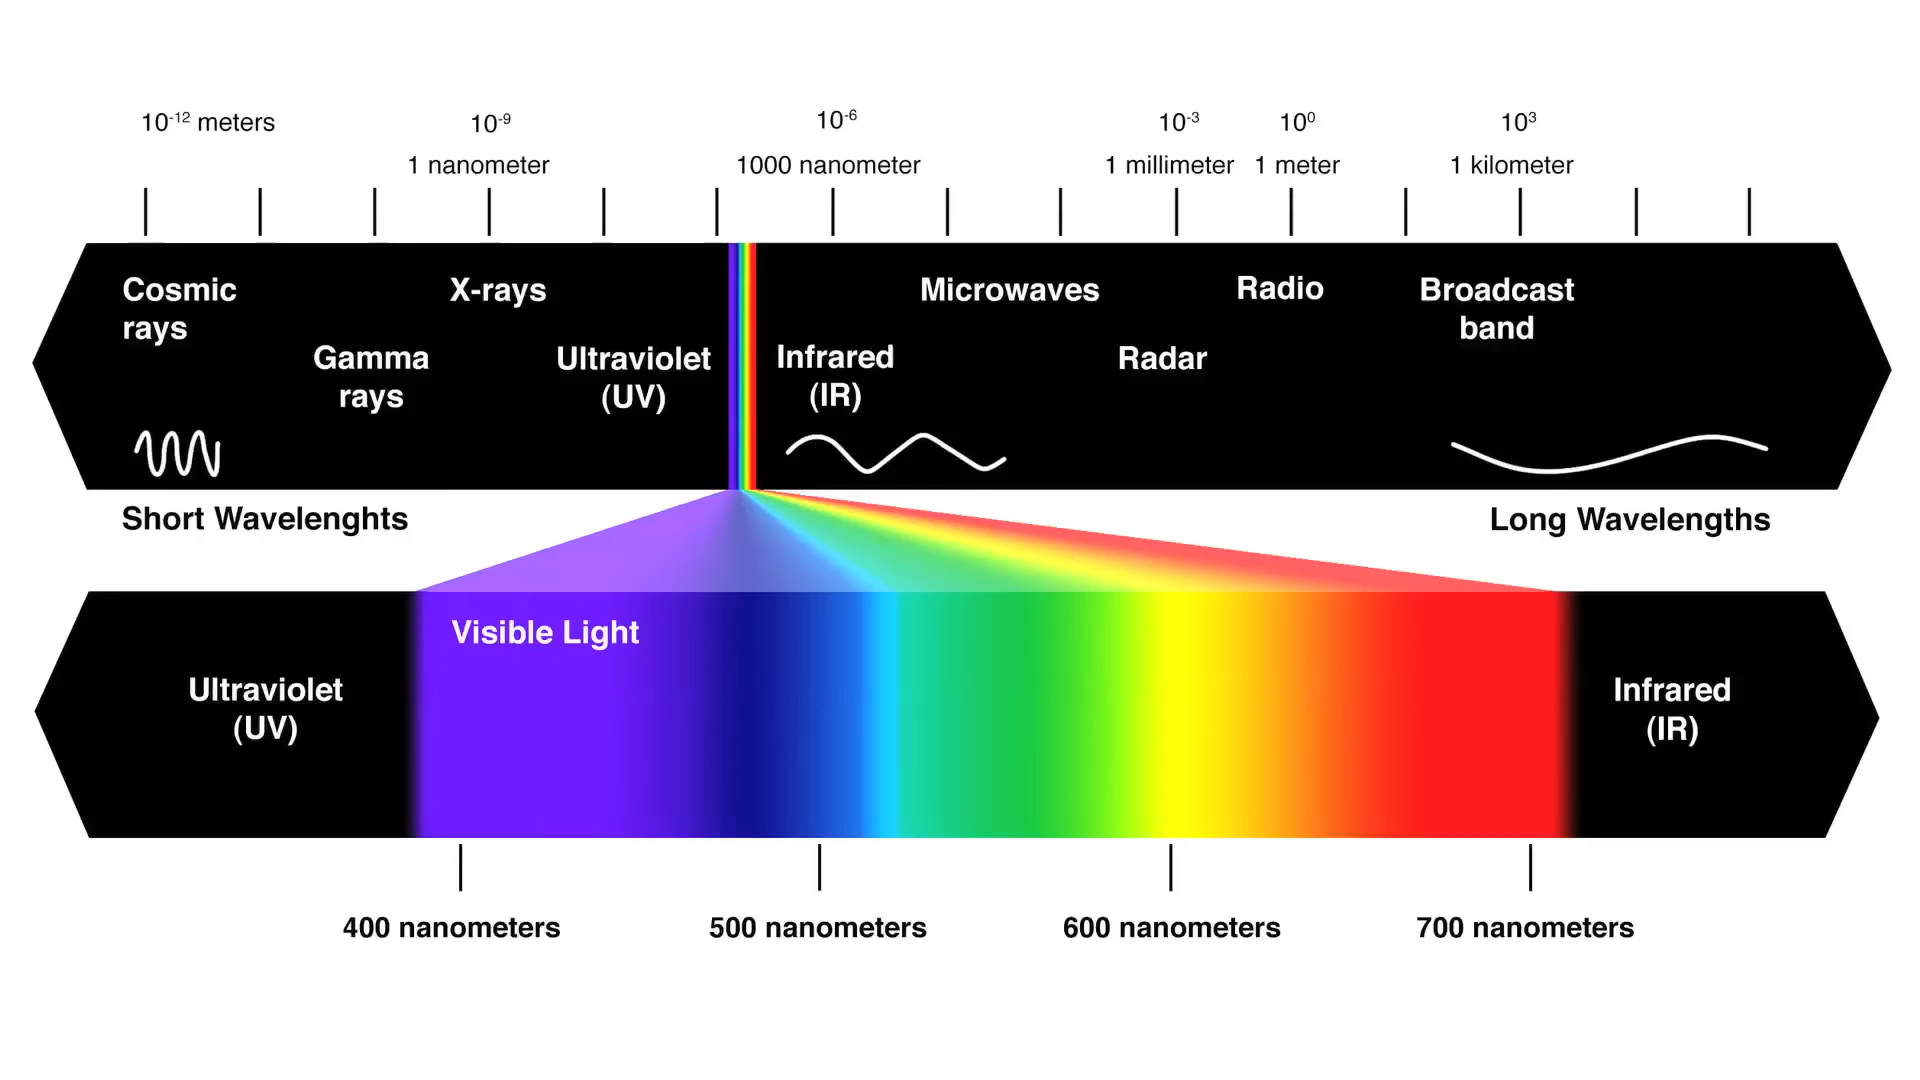 10⁻¹² meters
10⁻⁹
10⁻⁶
10⁻³
10⁰
10³
1 nanometer
1000 nanometer
1 millimeter
1 meter
1 kilometer
Cosmic
rays
Gamma
rays
X-rays
Ultraviolet
(UV)
Infrared
(IR)
Microwaves
Radar
Radio
Broadcast
band
Short Wavelenghts
Long Wavelengths
Visible Light
Ultraviolet
(UV)
Infrared
(IR)
400 nanometers
500 nanometers
600 nanometers
700 nanometers